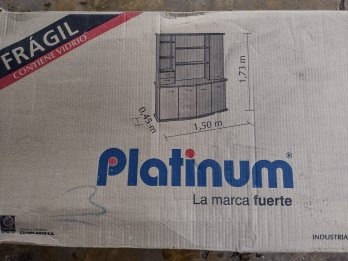 FRÁGIL
CONTIENE VIDRIO
1,73 m
0,45 m
1,50 m
Platinum®
La marca fuerte
INDUSTRIA